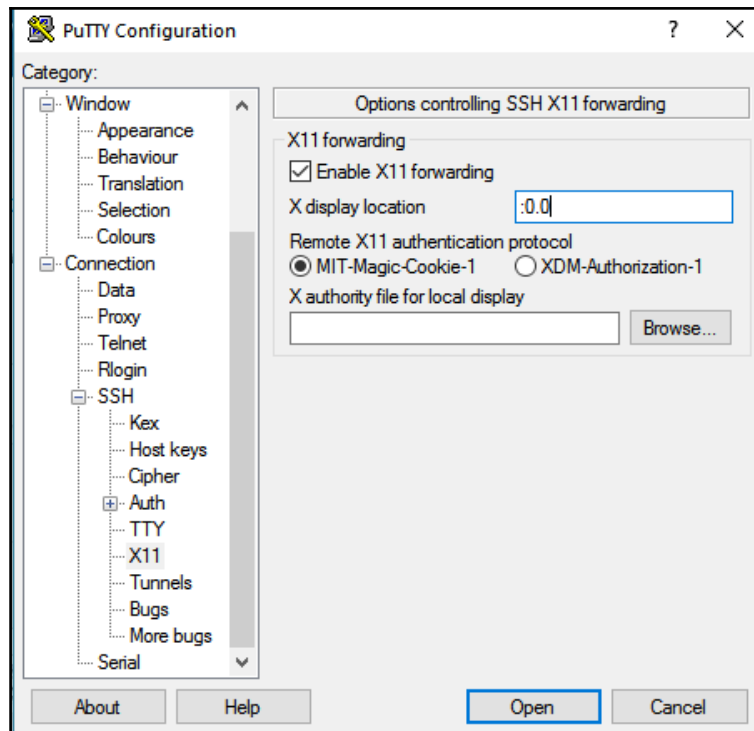 PuTTY Configuration
Category:
Window
Appearance
Behaviour
Translation
Selection
Colours
Connection
Data
Proxy
Telnet
Rlogin
SSH
Kex
Host keys
Cipher
Auth
TTY
X11
Tunnels
Bugs
More bugs
Serial
Options controlling SSH X11 forwarding
X11 forwarding
Enable X11 forwarding
X display location :0.0
Remote X11 authentication protocol
MIT-Magic-Cookie-1 XDM-Authorization-1
X authority file for local display
Browse...
About Help Open Cancel